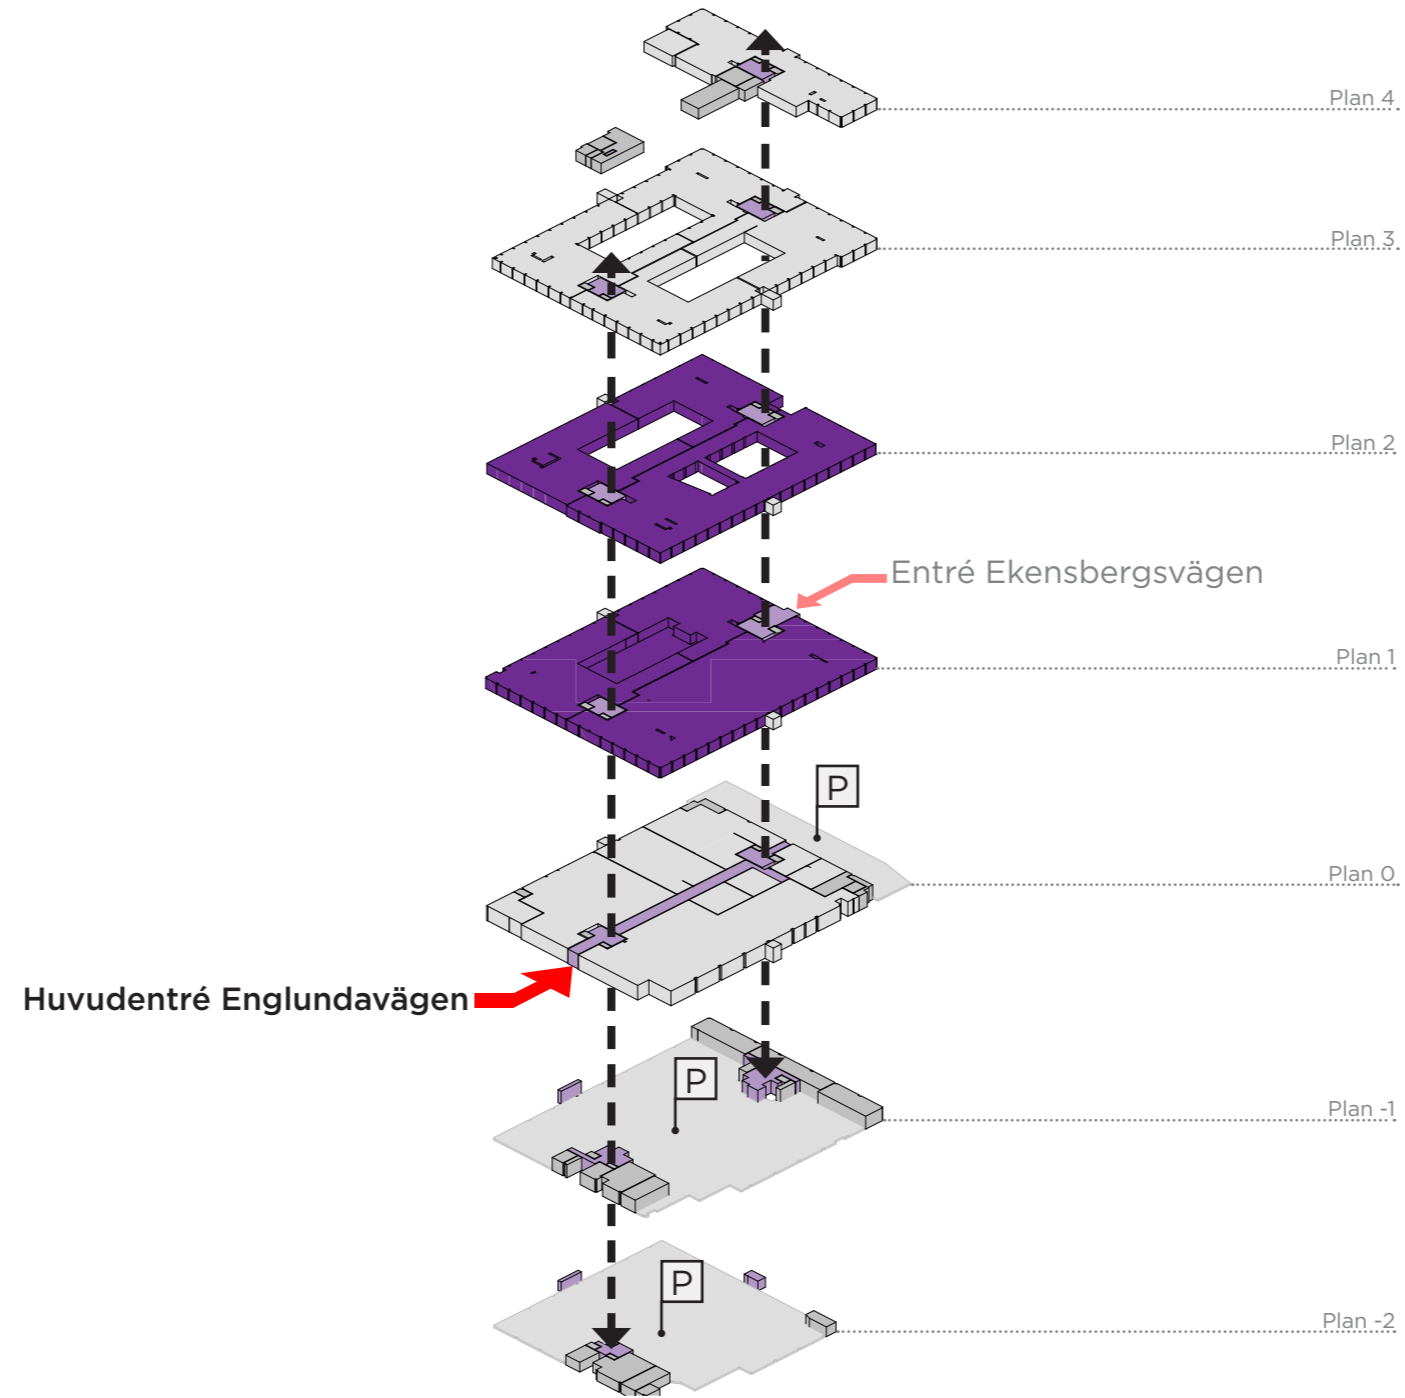 Plan 4
Plan 3
Plan 2
Entré Ekensbergsvägen
Plan 1
P
Plan 0
Huvudentré Englundavägen
P
Plan -1
P
Plan -2